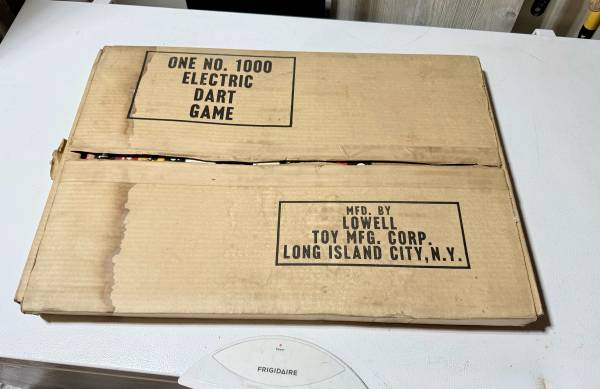 ONE NO. 1000
ELECTRIC
DART
GAME
MFD. BY
LOWELL
TOY MFG. CORP.
LONG ISLAND CITY, N.Y.
FRIGIDAIRE